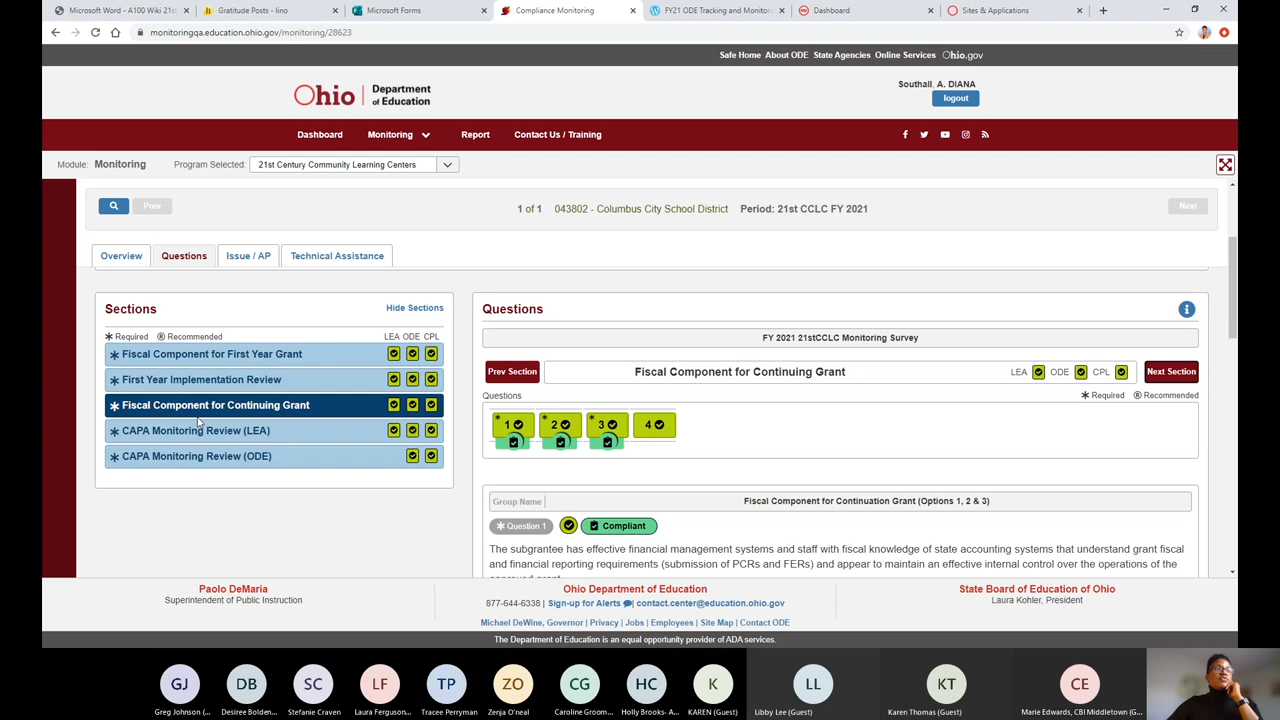 Microsoft Word - A100 Wiki 21st
Gratitude Posts - lino
Microsoft Forms
Compliance Monitoring
FY21 ODE Tracking and Monitor
Dashboard
Sites & Applications
monitoringqa.education.ohio.gov/monitoring/28623
Safe Home About ODE State Agencies Online Services Ohio.gov
Ohio Department of Education
Southall, A. DIANA
logout
Dashboard Monitoring Report Contact Us / Training
Module: Monitoring Program Selected: 21st Century Community Learning Centers
Prev 1 of 1 043802 - Columbus City School District Period: 21st CCLC FY 2021 Next
Overview Questions Issue / AP Technical Assistance
Sections Hide Sections
Required Recommended LEA ODE CPL
Fiscal Component for First Year Grant
First Year Implementation Review
Fiscal Component for Continuing Grant
CAPA Monitoring Review (LEA)
CAPA Monitoring Review (ODE)
Questions
FY 2021 21stCCLC Monitoring Survey
Prev Section Fiscal Component for Continuing Grant LEA ODE CPL Next Section
Questions Required Recommended
1 2 3 4
Group Name Fiscal Component for Continuation Grant (Options 1, 2 & 3)
Question 1 Compliant
The subgrantee has effective financial management systems and staff with fiscal knowledge of state accounting systems that understand grant fiscal
and financial reporting requirements (submission of PCRs and FERs) and appear to maintain an effective internal control over the operations of the
Paolo DeMaria
Superintendent of Public Instruction
Ohio Department of Education
877-644-6338 | Sign-up for Alerts | contact.center@education.ohio.gov
State Board of Education of Ohio
Laura Kohler, President
Michael DeWine, Governor | Privacy | Jobs | Employees | Site Map | Contact ODE
The Department of Education is an equal opportunity provider of ADA services.
GJ DB SC LF TP ZO CG HC K LL KT CE
Greg Johnson (...
Desiree Bolden...
Stefanie Craven
Laura Ferguson...
Tracee Perryman
Zenja O'neal
Caroline Groom...
Holly Brooks- A...
KAREN (Guest)
Libby Lee (Guest)
Karen Thomas (Guest)
Marie Edwards, CBI Middletown (G...